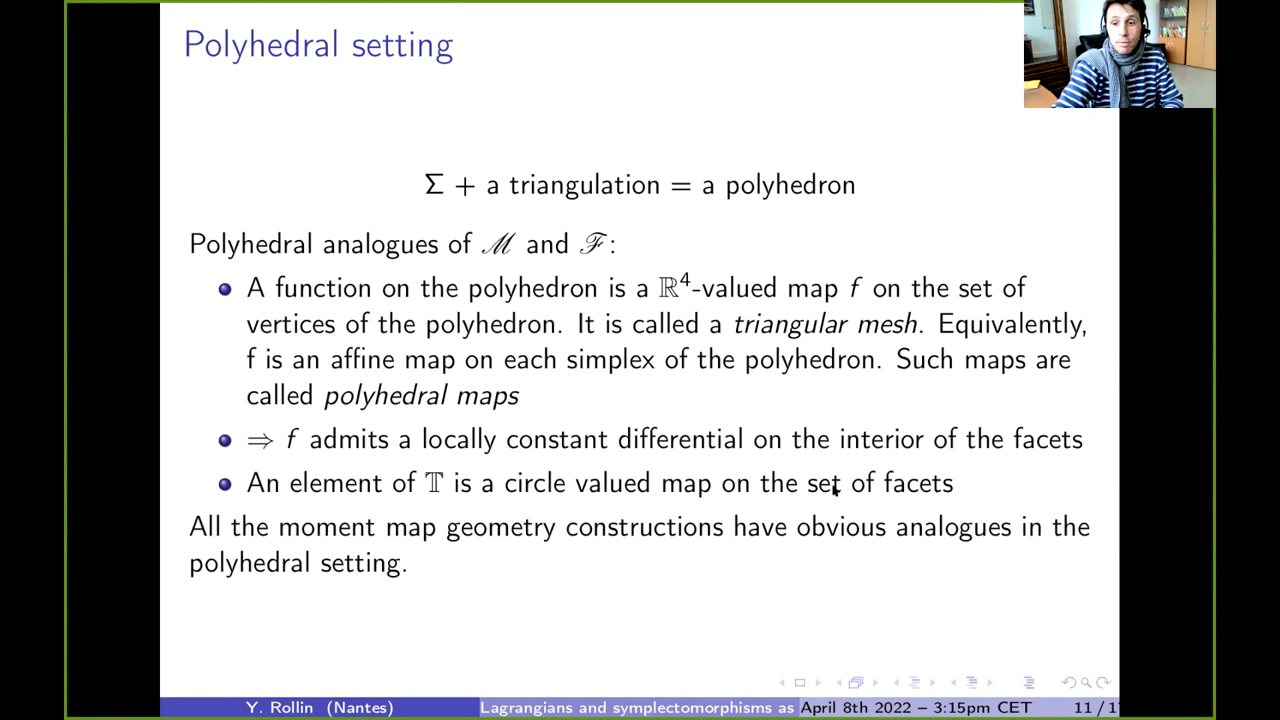 Polyhedral setting
Σ + a triangulation = a polyhedron
Polyhedral analogues of ℳ and ℱ:
A function on the polyhedron is a ℝ⁴-valued map f on the set of
vertices of the polyhedron. It is called a triangular mesh. Equivalently,
f is an affine map on each simplex of the polyhedron. Such maps are
called polyhedral maps
⇒ f admits a locally constant differential on the interior of the facets
An element of 𝕋 is a circle valued map on the set of facets
All the moment map geometry constructions have obvious analogues in the
polyhedral setting.
Y. Rollin (Nantes) Lagrangians and symplectomorphisms as April 8th 2022 – 3:15pm CET 11 / 1